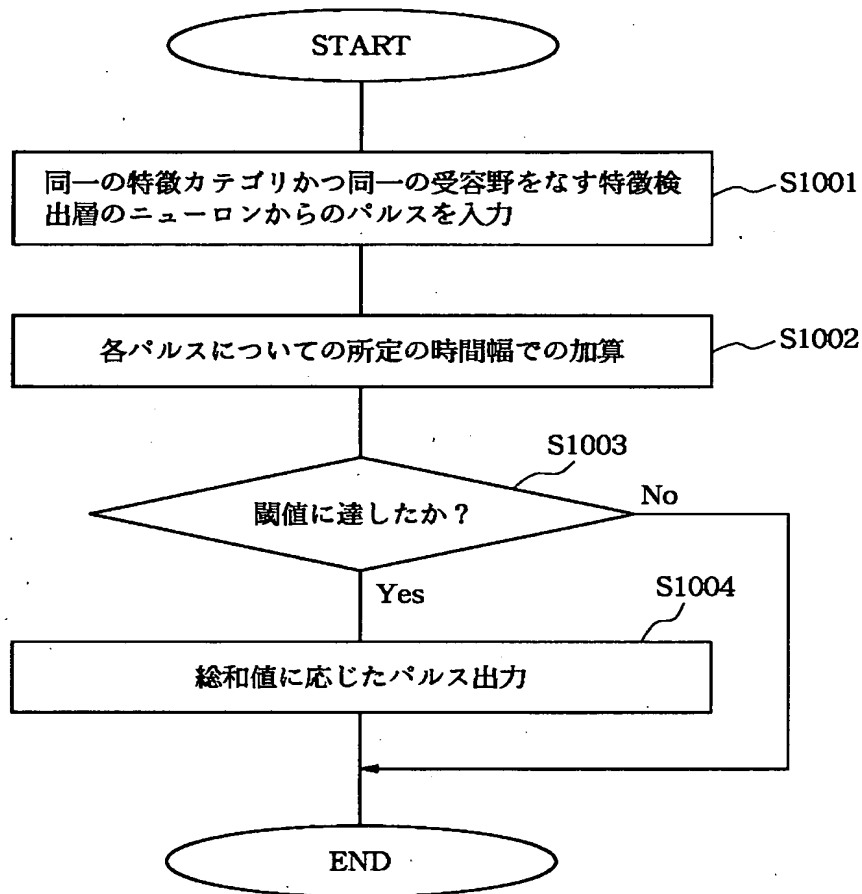 START
同一の特徴カテゴリかつ同一の受容野をなす特徴検
出層のニューロンからのパルスを入力
S1001
各パルスについての所定の時間幅での加算
S1002
S1003
閾値に達したか?
No
Yes
S1004
総和値に応じたパルス出力
END